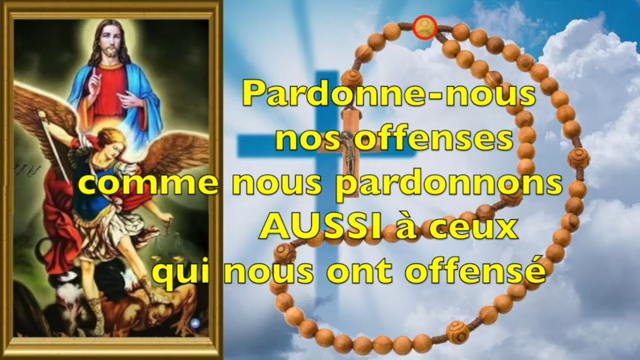 Pardonne-nous
nos offenses
comme nous pardonnons
AUSSI à ceux
qui nous ont offensé